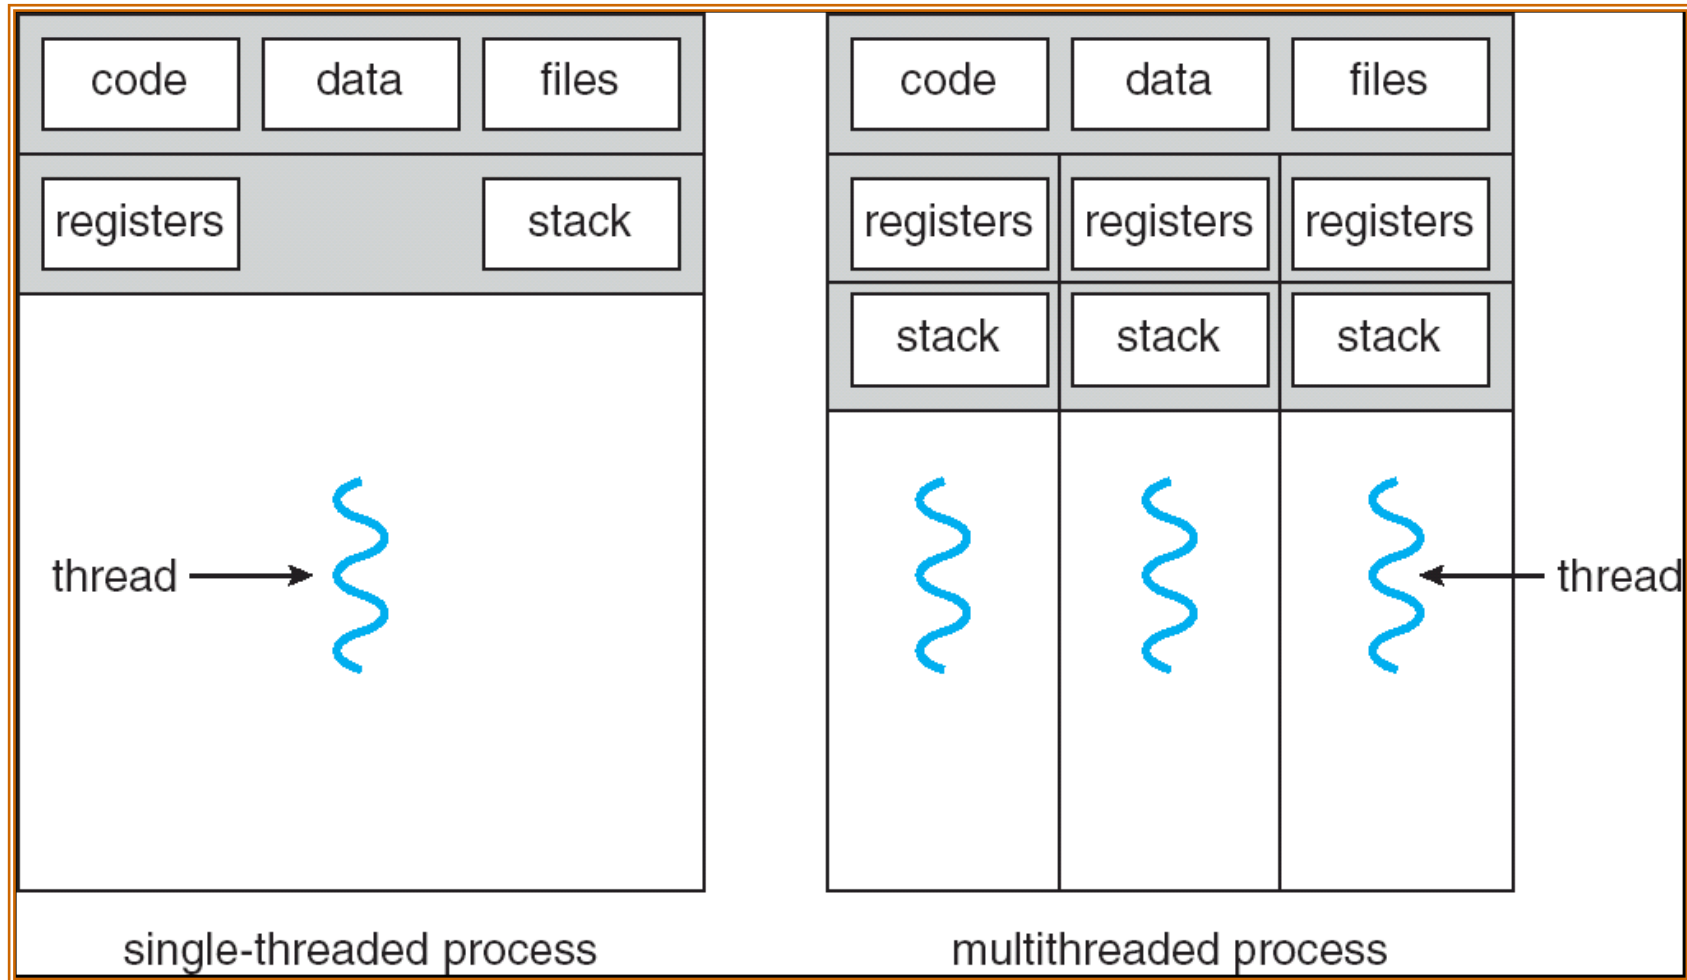 code data files
registers stack
thread
single-threaded process
code data files
registers registers registers
stack stack stack
thread
multithreaded process